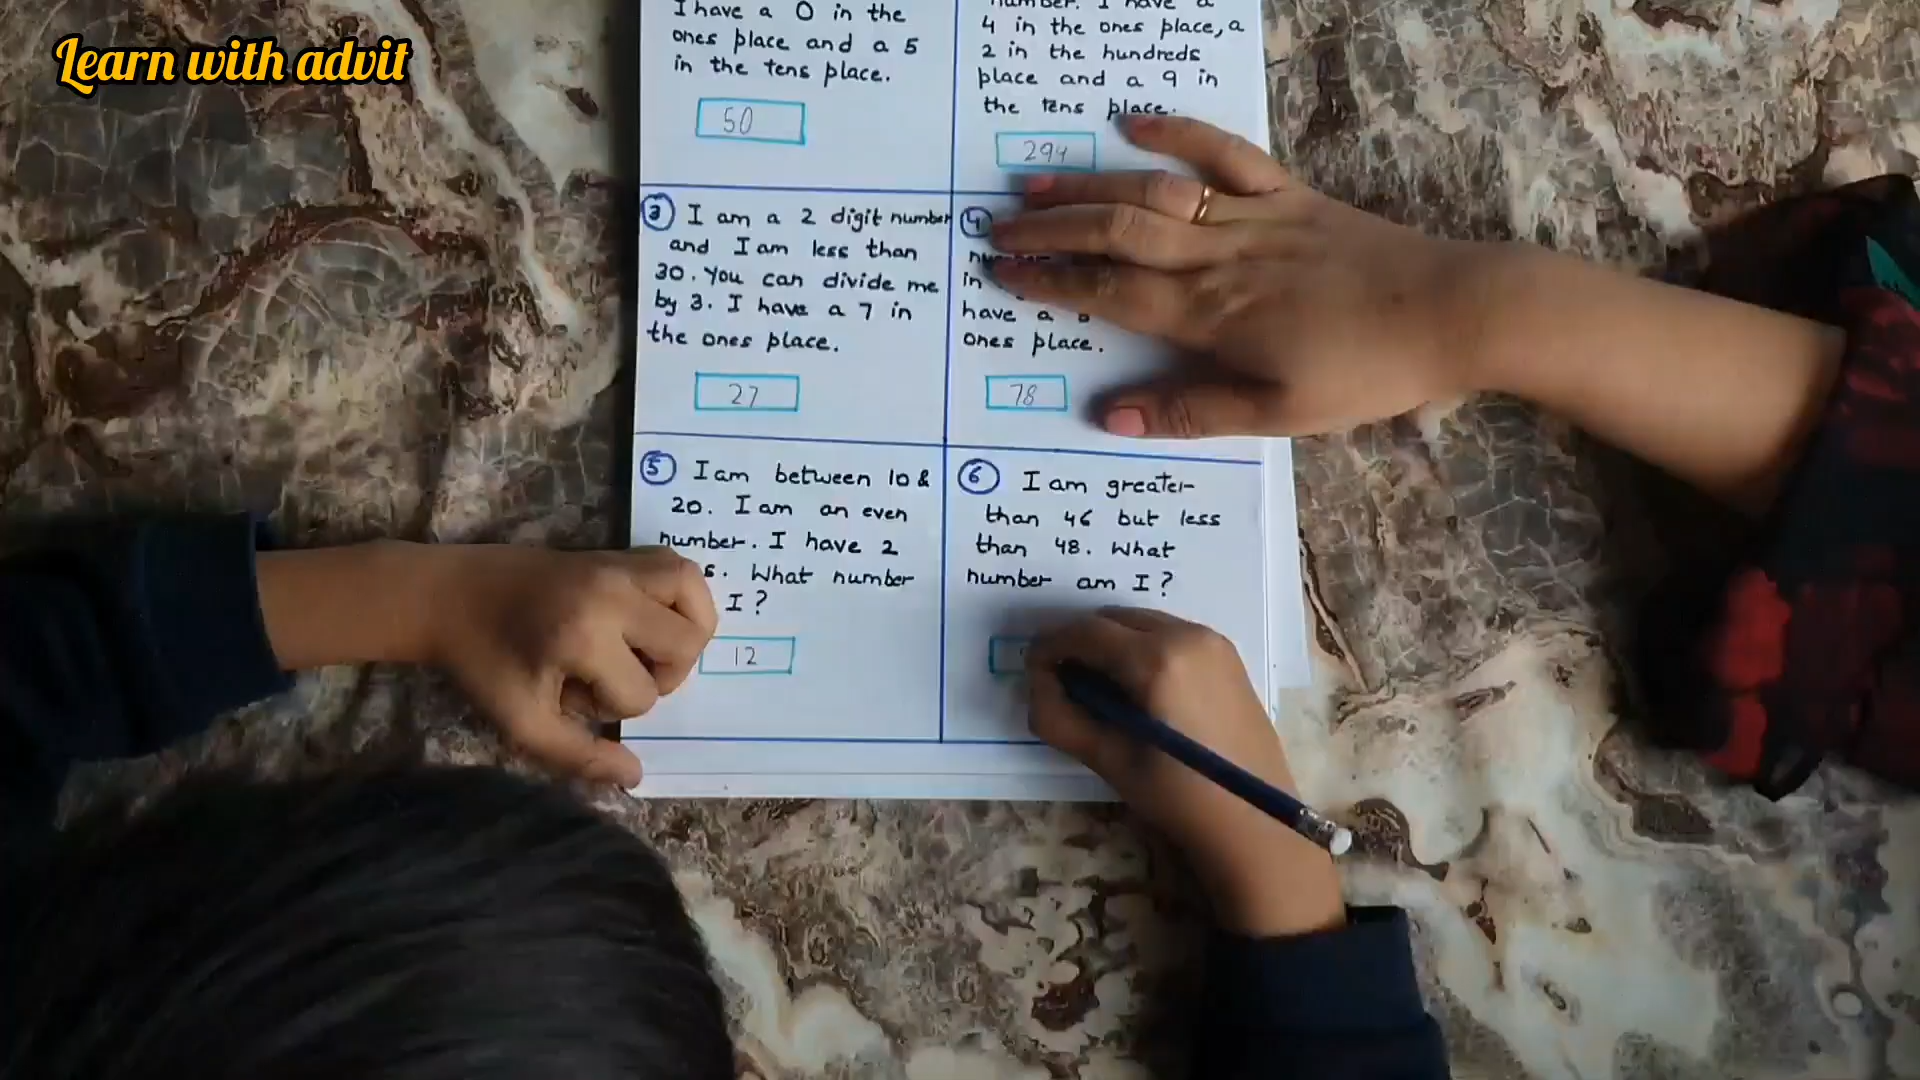 Learn with advit
I have a 0 in the
ones place and a 5
in the tens place.
50
number. I have a
4 in the ones place, a
2 in the hundreds
place and a 9 in
the tens place.
294
3 I am a 2 digit number
and I am less than
30. You can divide me
by 3. I have a 7 in
the ones place.
27
4
in
have a
ones place.
78
5 I am between 10 &
20. I am an even
number. I have 2
What number
I?
12
6 I am greater
than 46 but less
than 48. What
number am I?